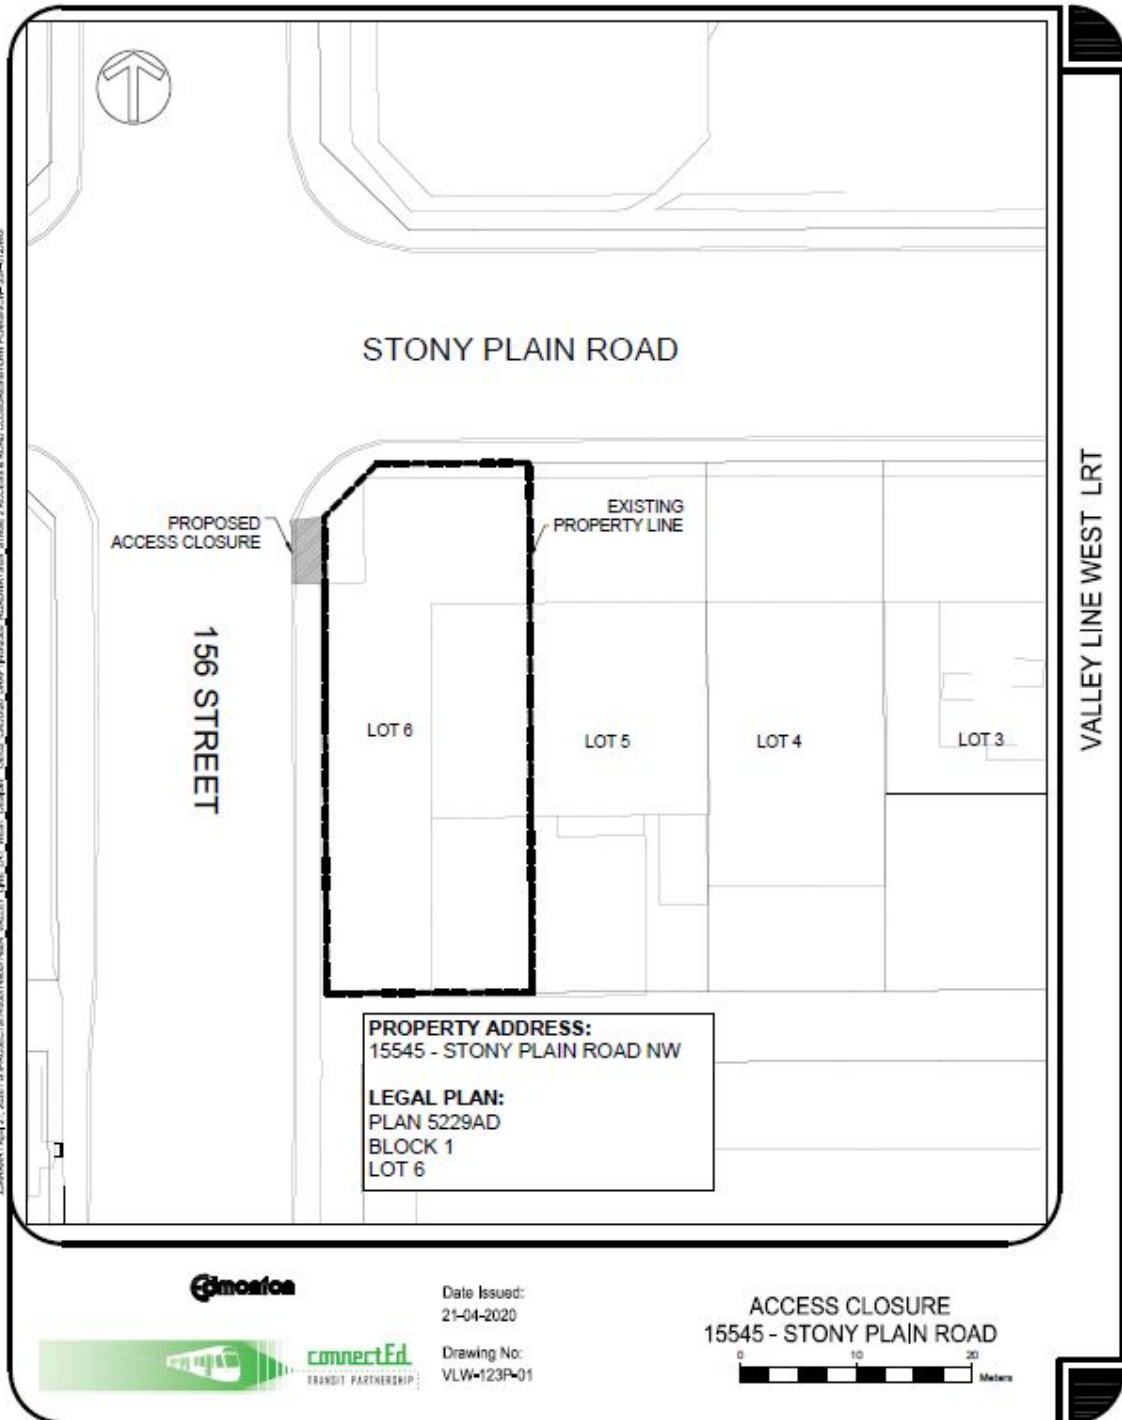 STONY PLAIN ROAD
PROPOSED
ACCESS CLOSURE
EXISTING
PROPERTY LINE
156 STREET
LOT 6
LOT 5
LOT 4
LOT 3
VALLEY LINE WEST LRT
PROPERTY ADDRESS:
15545 - STONY PLAIN ROAD NW
LEGAL PLAN:
PLAN 5229AD
BLOCK 1
LOT 6
Edmonton
connectEd
TRANSIT PARTNERSHIP
Date Issued:
21-04-2020
Drawing No:
VLW-123P-01
ACCESS CLOSURE
15545 - STONY PLAIN ROAD
0 10 20
Meters